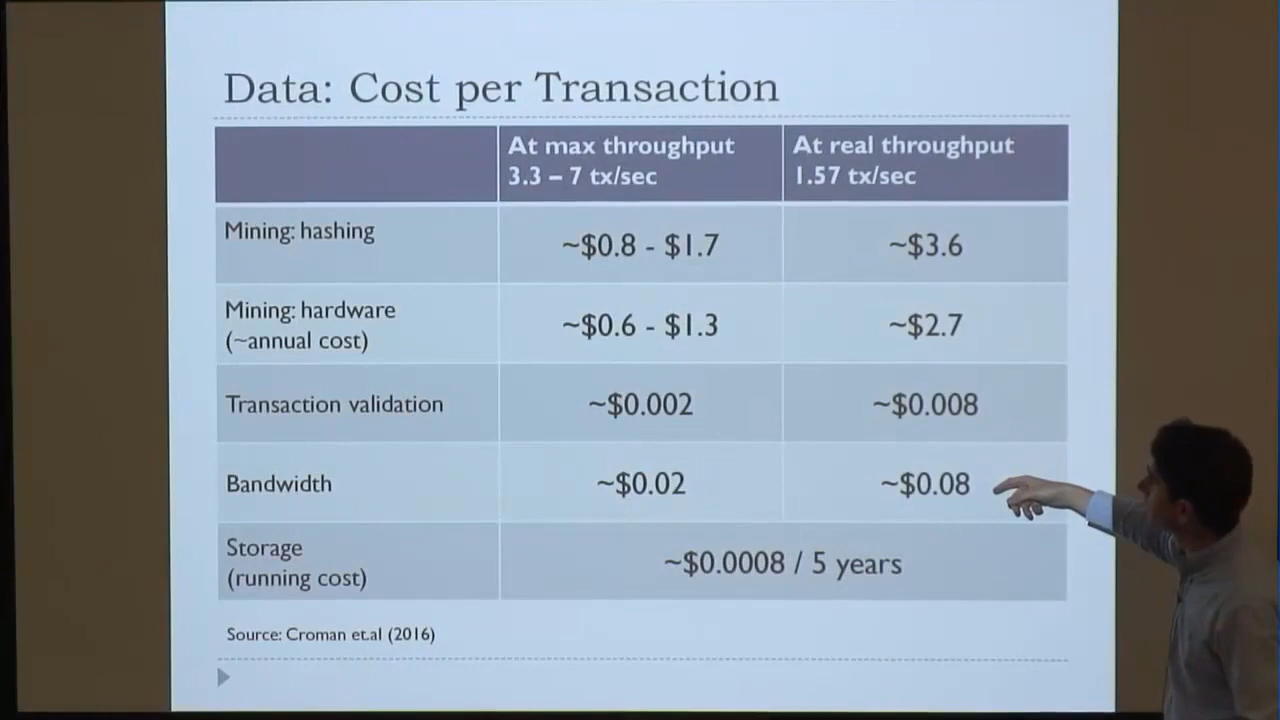 Data: Cost per Transaction
At max throughput
3.3 – 7 tx/sec
At real throughput
1.57 tx/sec
Mining: hashing
~$0.8 - $1.7
~$3.6
Mining: hardware
(~annual cost)
~$0.6 - $1.3
~$2.7
Transaction validation
~$0.002
~$0.008
Bandwidth
~$0.02
~$0.08
Storage
(running cost)
~$0.0008 / 5 years
Source: Croman et.al (2016)